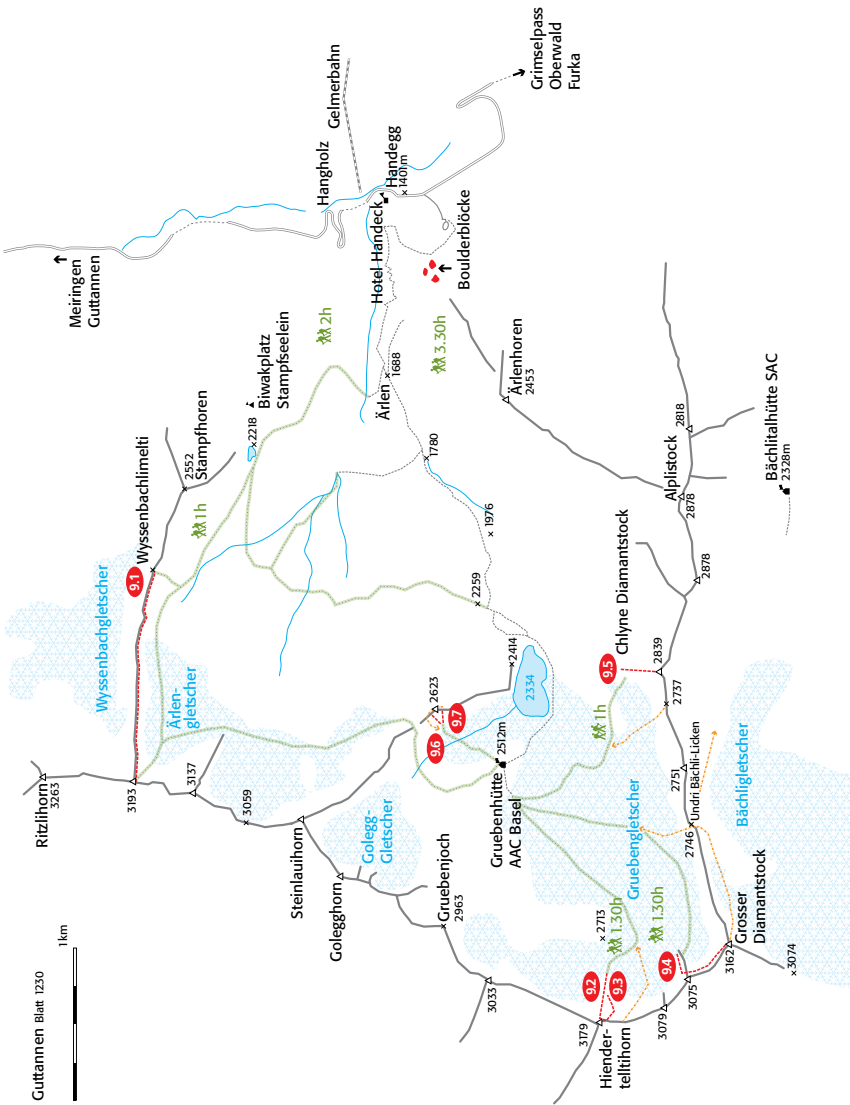 Guttannen Blatt 1230
1km
Ritzlihorn
3263
3193
3137
3059
Steinlauihorn
Golegghorn
Gruebenjoch
2963
3033
3179
Hiender-
telltihorn
3079
3075
3162
Grosser
Diamantstock
3074
Wyssenbachgletscher
Ärlen-
gletscher
Golegg-
Gletscher
Gruebengletscher
Bächligletscher
9.1
Wyssenbachlimelti
2552
Stampfhoren
1h
2218
Biwakplatz
Stampfseelein
2h
Meiringen
Guttannen
Hangholz
Gelmerbahn
Hotel Handeck
Handegg
1401m
Grimselpass
Oberwald
Furka
Boulderblöcke
3.30h
Ärlen
1688
1780
1976
2259
2414
2334
2623
9.6
9.7
2512m
Gruebenhütte
AAC Basel
Ärlenhoren
2453
Alplistock
2878
2818
2878
Bächlitalhütte SAC
2328m
Chlyne Diamantstock
9.5
2839
2737
1h
2751
Undri Bächli-Licken
2746
2713
1.30h
1.30h
9.2
9.3
9.4